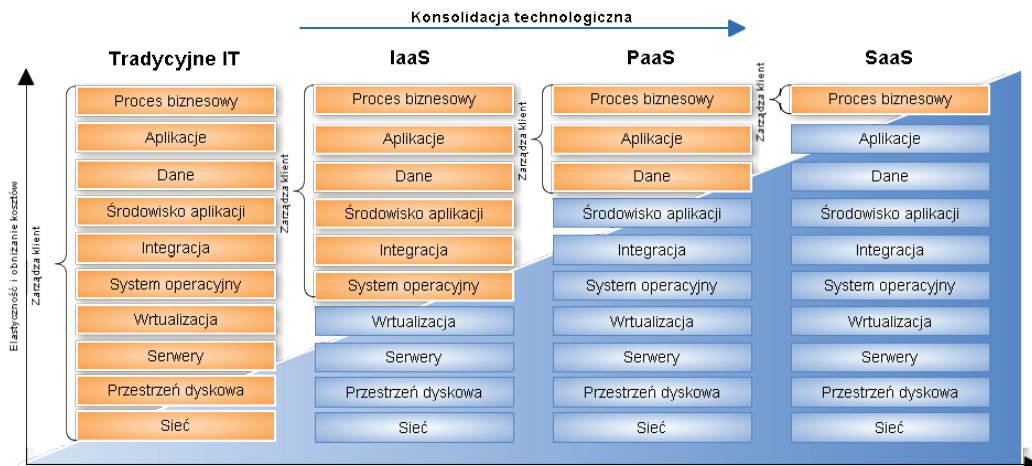 Konsolidacja technologiczna
Tradycyjne IT
IaaS
PaaS
SaaS
Elastyczność i obniżanie kosztów
Zarządza klient
Proces biznesowy
Aplikacje
Dane
Środowisko aplikacji
Integracja
System operacyjny
Wrtualizacja
Serwery
Przestrzeń dyskowa
Sieć
Zarządza klient
Proces biznesowy
Aplikacje
Dane
Środowisko aplikacji
Integracja
System operacyjny
Wrtualizacja
Serwery
Przestrzeń dyskowa
Sieć
Zarządza klient
Proces biznesowy
Aplikacje
Dane
Środowisko aplikacji
Integracja
System operacyjny
Wrtualizacja
Serwery
Przestrzeń dyskowa
Sieć
Zarządza klient
Proces biznesowy
Aplikacje
Dane
Środowisko aplikacji
Integracja
System operacyjny
Wrtualizacja
Serwery
Przestrzeń dyskowa
Sieć